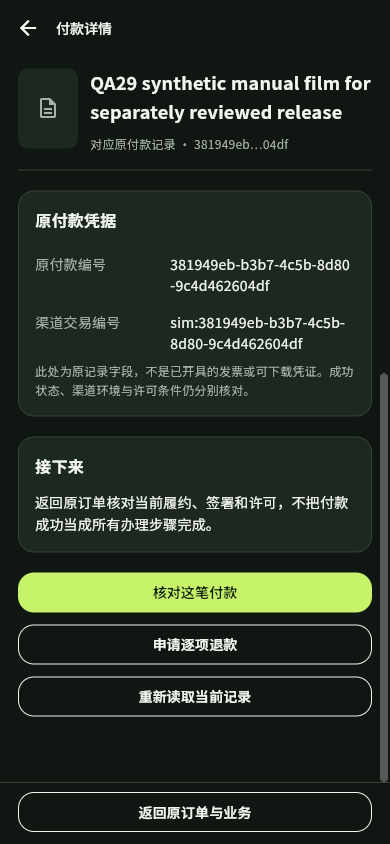 付款详情
QA29 synthetic manual film for
separately reviewed release
对应原付款记录 · 381949eb…04df
原付款凭据
原付款编号 381949eb-b3b7-4c5b-8d80
-9c4d462604df
渠道交易编号 sim:381949eb-b3b7-4c5b-
8d80-9c4d462604df
此处为原记录字段，不是已开具的发票或可下载凭证。成功
状态、渠道环境与许可条件仍分别核对。
接下来
返回原订单核对当前履约、签署和许可，不把付款
成功当成所有办理步骤完成。
核对这笔付款
申请逐项退款
重新读取当前记录
返回原订单与业务